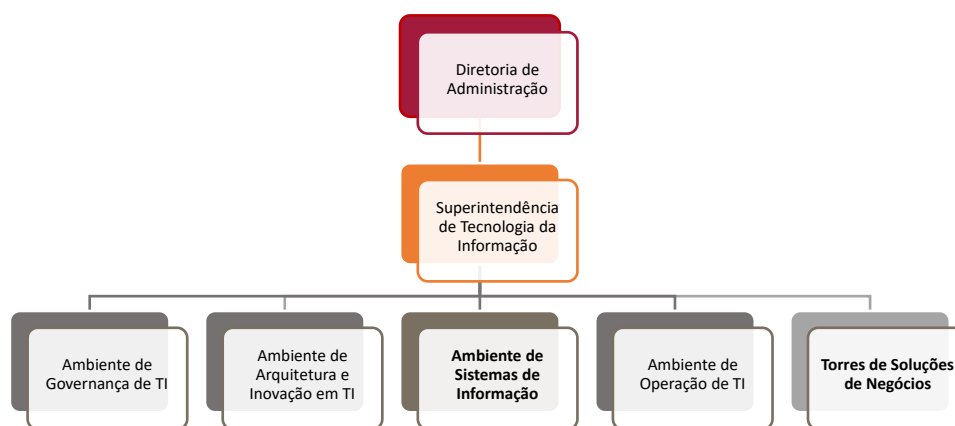 Diretoria de
Administração
Superintendência
de Tecnologia da
Informação
Ambiente de
Governança de TI
Ambiente de
Arquitetura e
Inovação em TI
Ambiente de
Sistemas de
Informação
Ambiente de
Operação de TI
Torres de Soluções
de Negócios